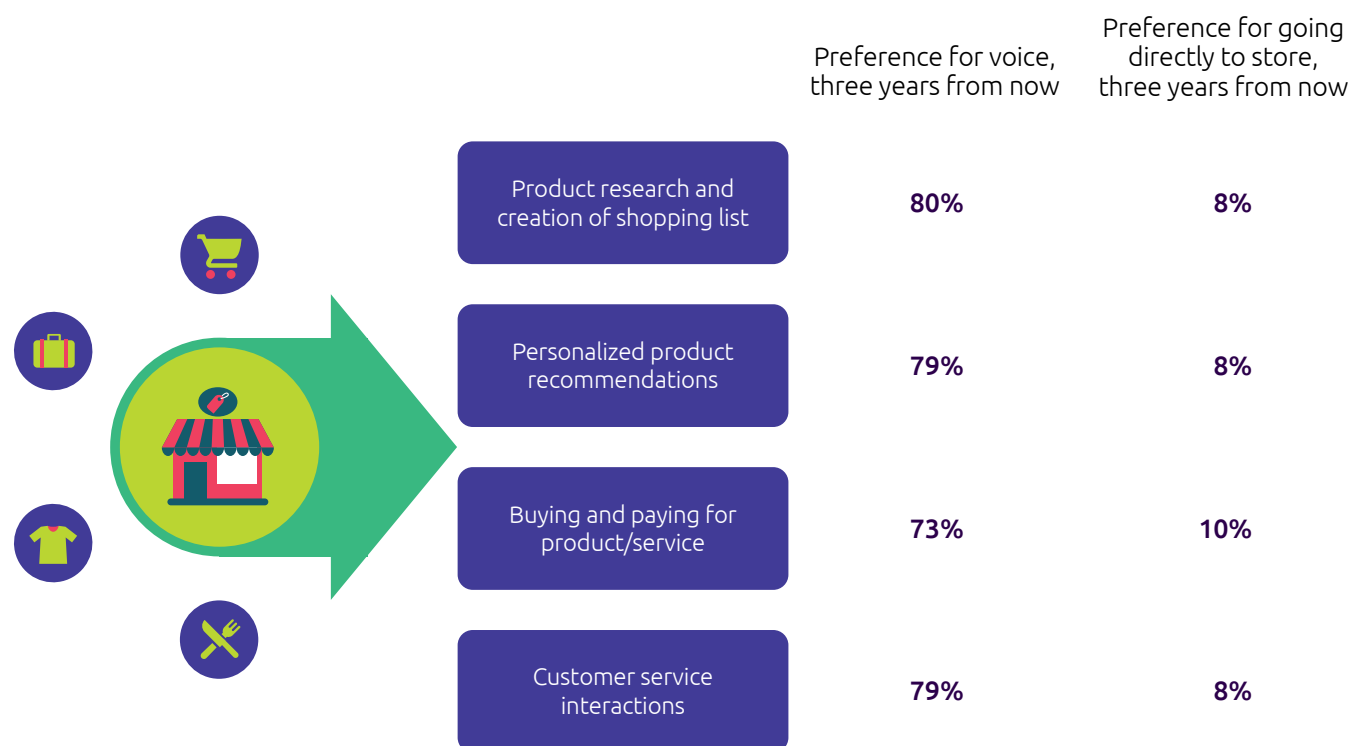 Preference for voice,
three years from now
Preference for going
directly to store,
three years from now
Product research and
creation of shopping list
80%
8%
Personalized product
recommendations
79%
8%
Buying and paying for
product/service
73%
10%
Customer service
interactions
79%
8%